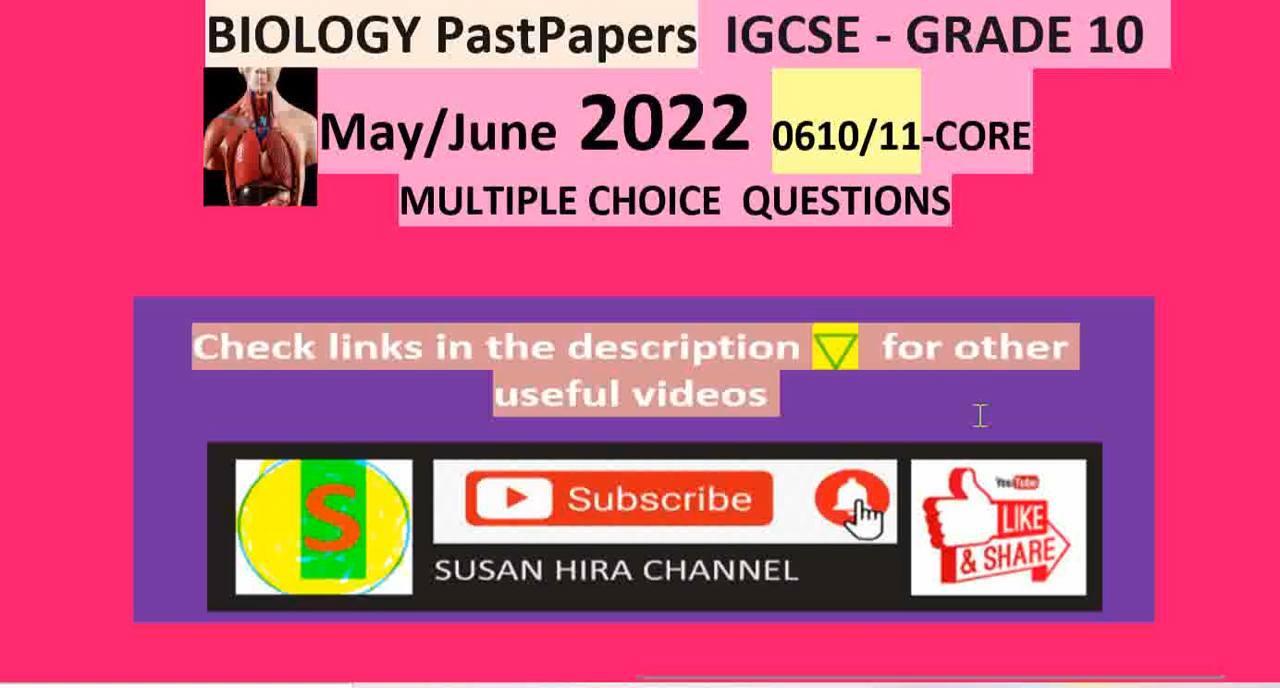 BIOLOGY PastPapers IGCSE - GRADE 10
May/June 2022 0610/11-CORE
MULTIPLE CHOICE QUESTIONS
Check links in the description for other
useful videos
S
Subscribe
SUSAN HIRA CHANNEL
YouTube
LIKE
& SHARE